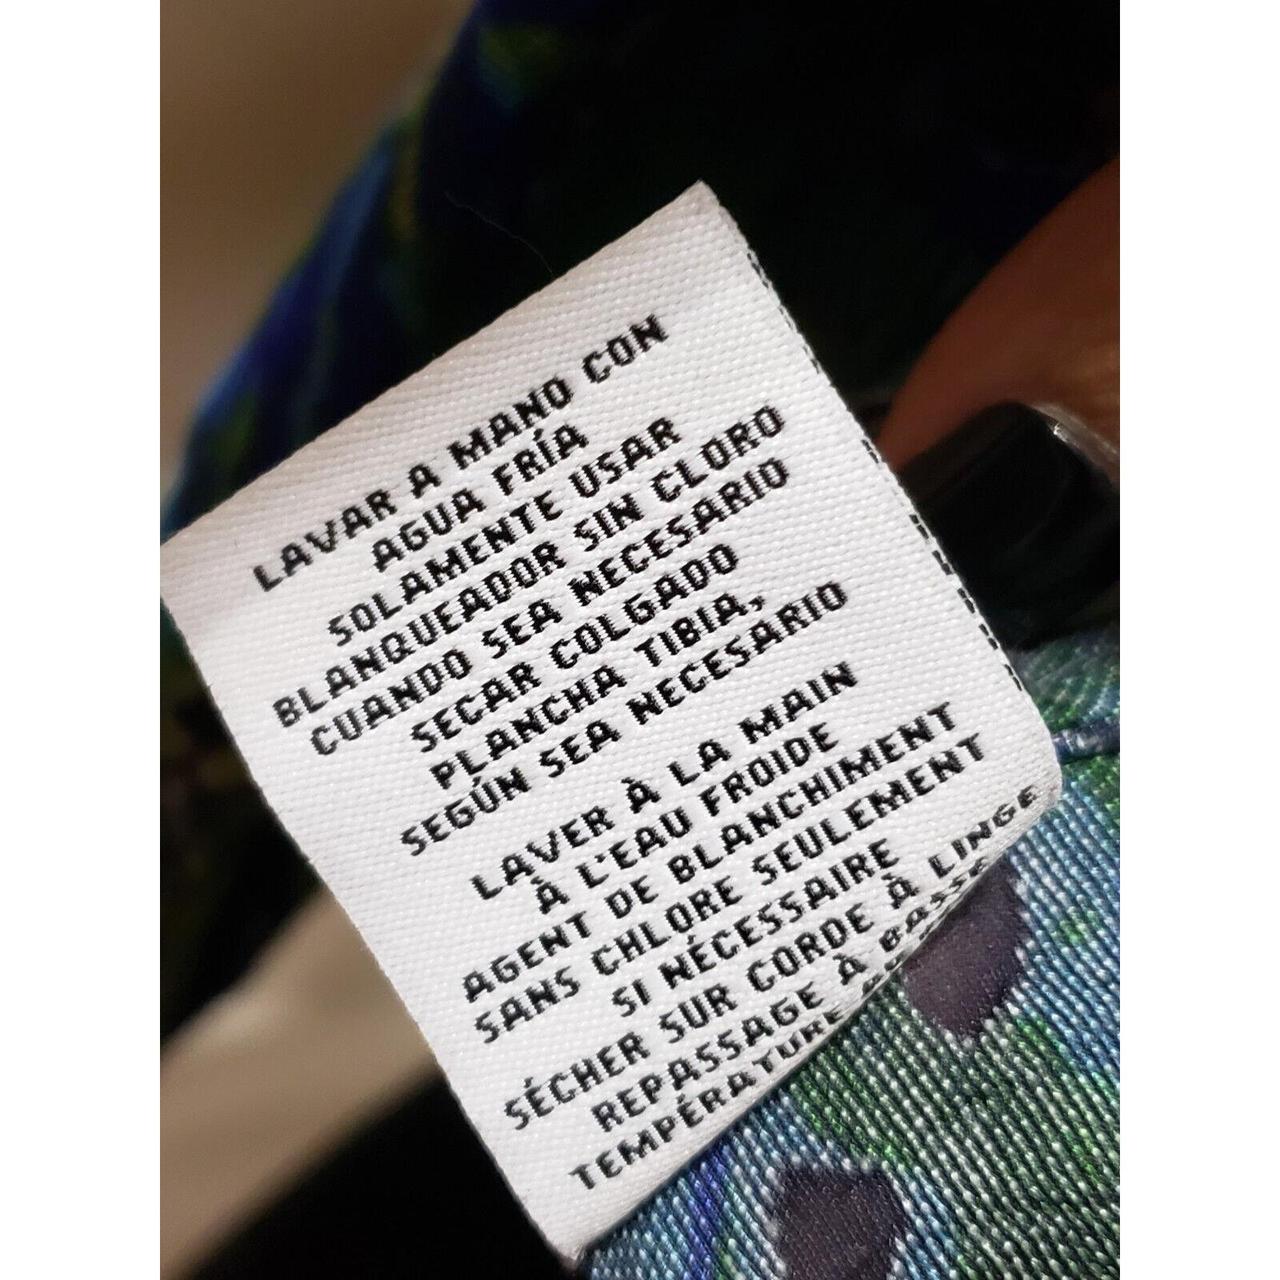 LAVAR A MANO CON
AGUA FRÍA
SOLAMENTE USAR
BLANQUEADOR SIN CLORO
CUANDO SEA NECESARIO
SECAR COLGADO
PLANCHA TIBIA,
SEGÚN SEA NECESARIO
LAVER À LA MAIN
À L'EAU FROIDE
AGENT DE BLANCHIMENT
SANS CHLORE SEULEMENT
SI NÉCESSAIRE
SÉCHER SUR CORDE À LINGE
REPASSAGE À BASSE
TEMPÉRATURE